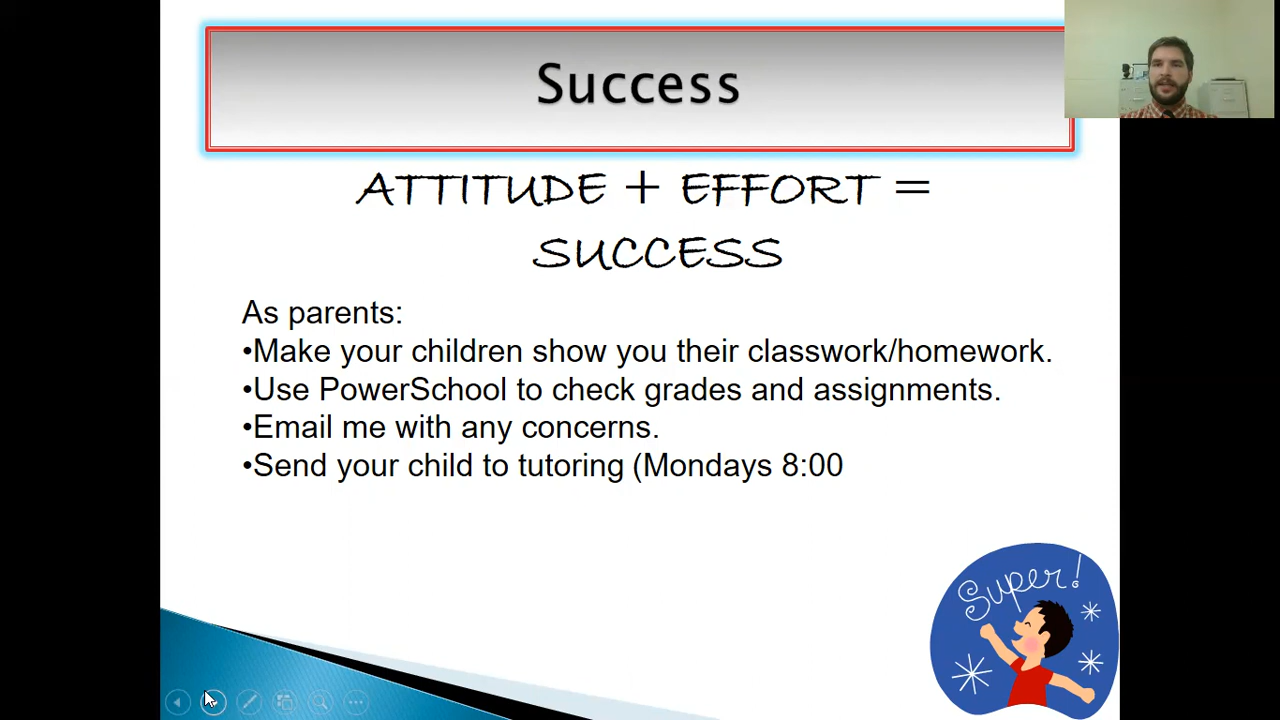 Success
ATTITUDE + EFFORT =
SUCCESS
As parents:
•Make your children show you their classwork/homework.
•Use PowerSchool to check grades and assignments.
•Email me with any concerns.
•Send your child to tutoring (Mondays 8:00
Super!